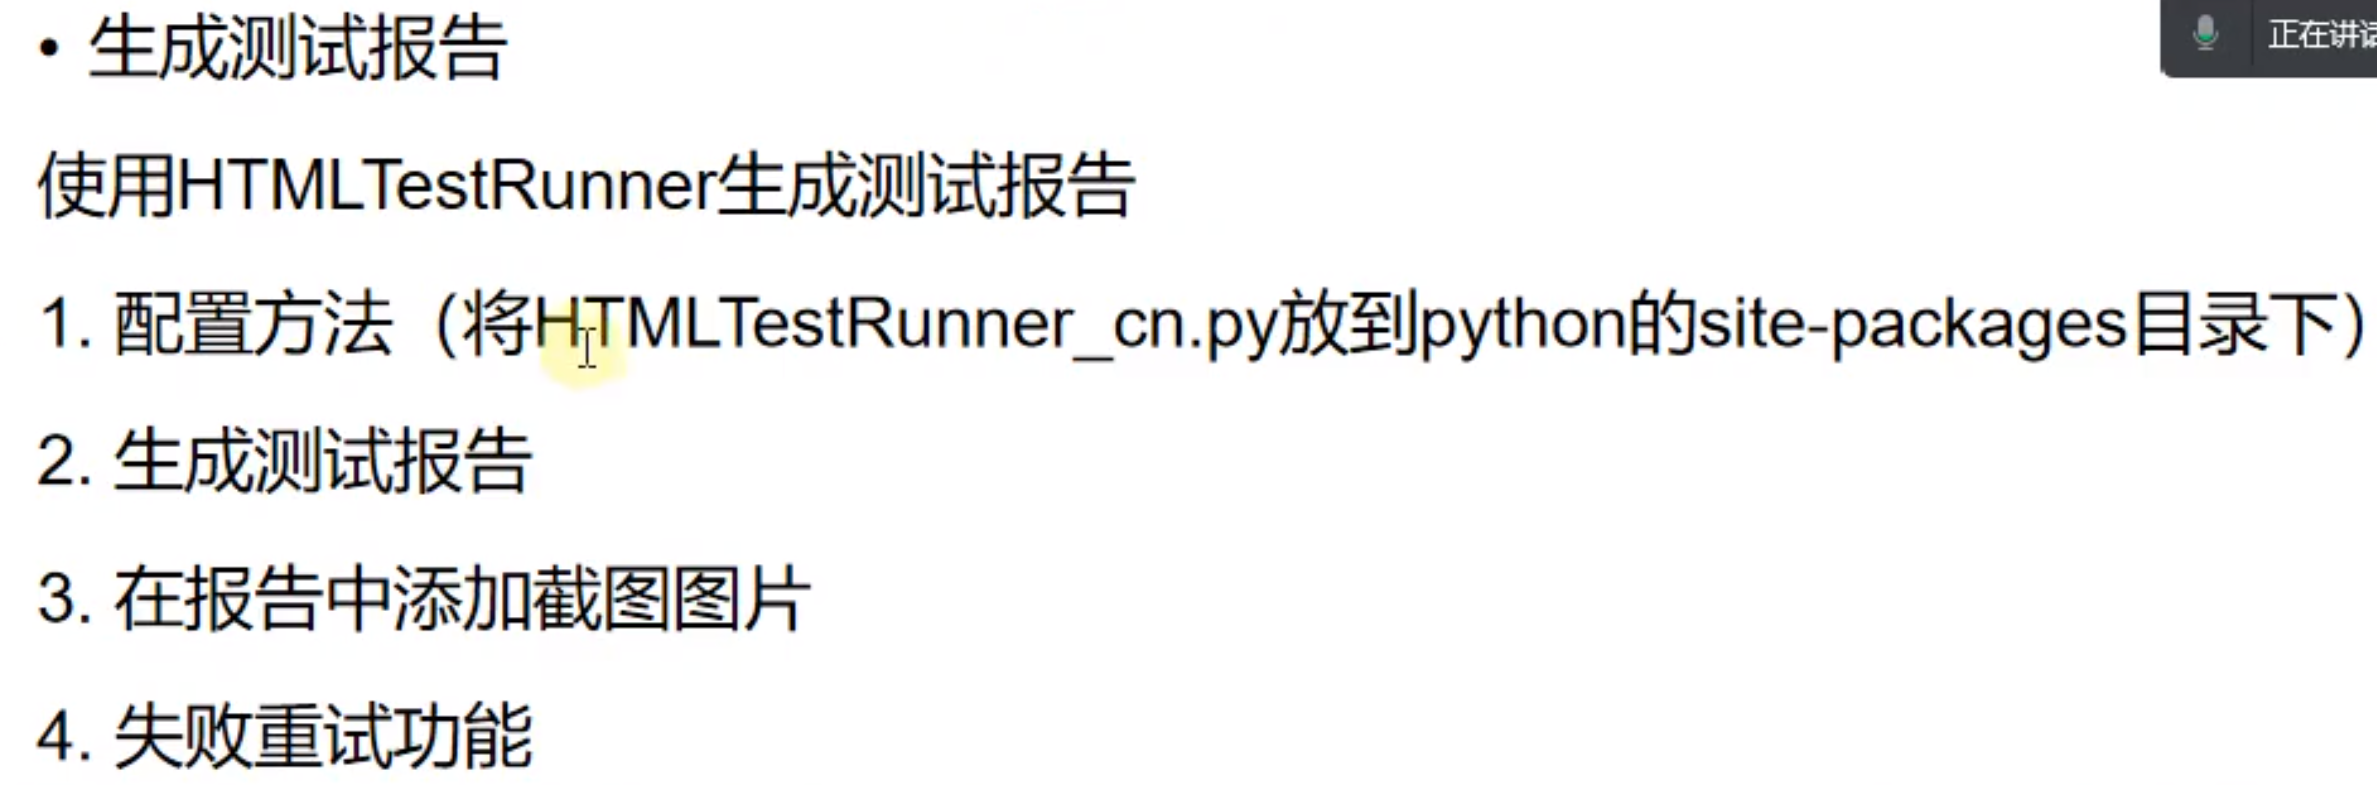 • 生成测试报告
正在讲
使用HTMLTestRunner生成测试报告
1. 配置方法（将HTMLTestRunner_cn.py放到python的site-packages目录下）
2. 生成测试报告
3. 在报告中添加截图图片
4. 失败重试功能